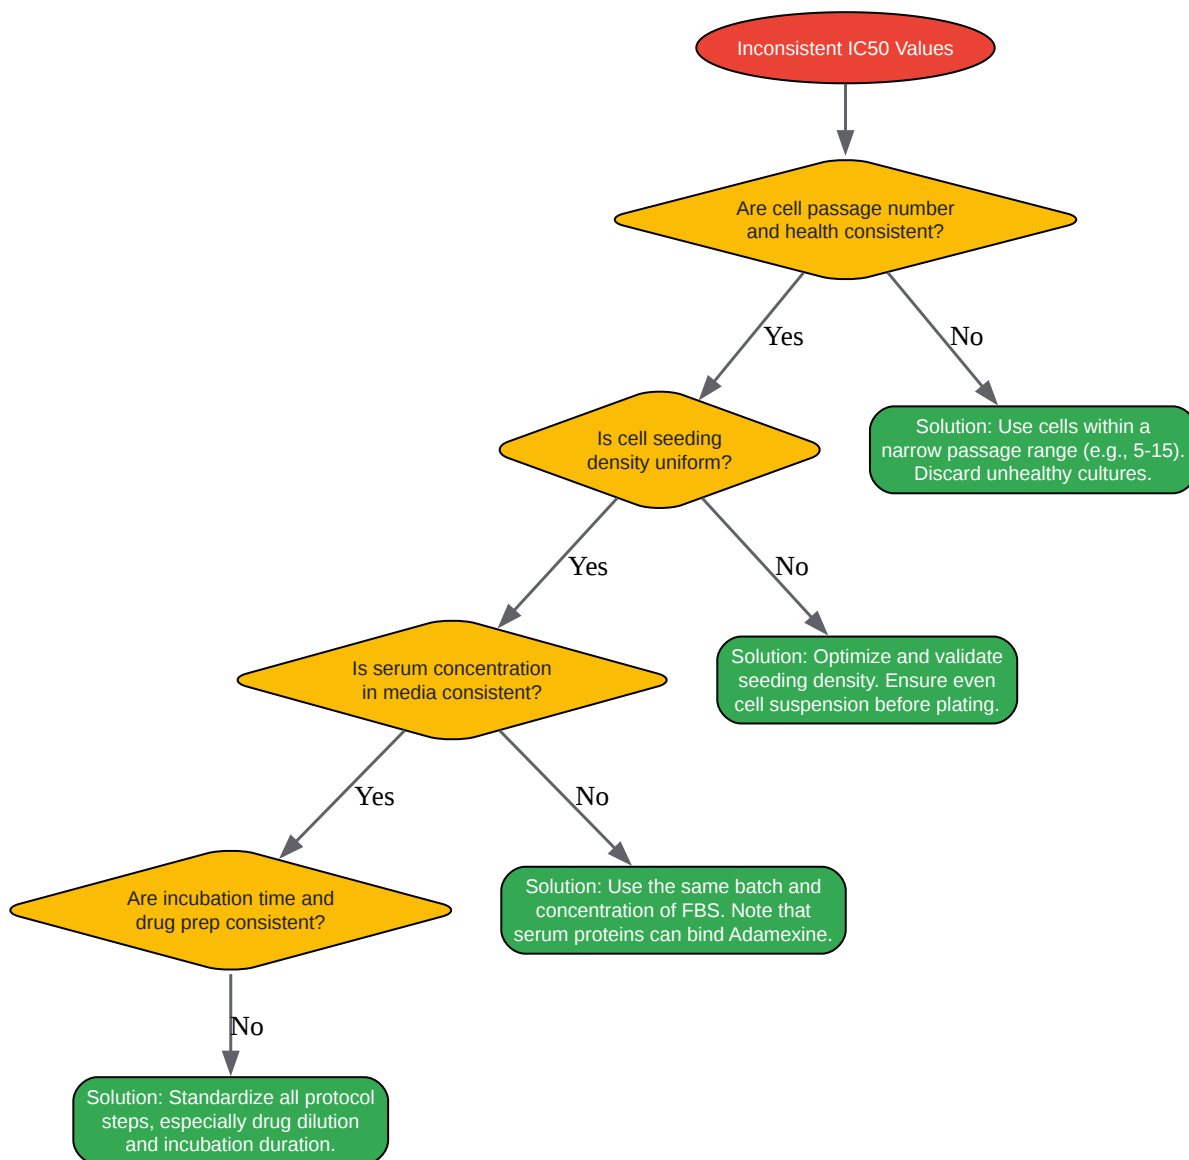 Inconsistent IC50 Values
Are cell passage number
and health consistent?
Yes
No
Is cell seeding
density uniform?
Solution: Use cells within a
narrow passage range (e.g., 5-15).
Discard unhealthy cultures.
Yes
No
Is serum concentration
in media consistent?
Solution: Optimize and validate
seeding density. Ensure even
cell suspension before plating.
Yes
No
Are incubation time and
drug prep consistent?
Solution: Use the same batch and
concentration of FBS. Note that
serum proteins can bind Adamexine.
No
Solution: Standardize all protocol
steps, especially drug dilution
and incubation duration.